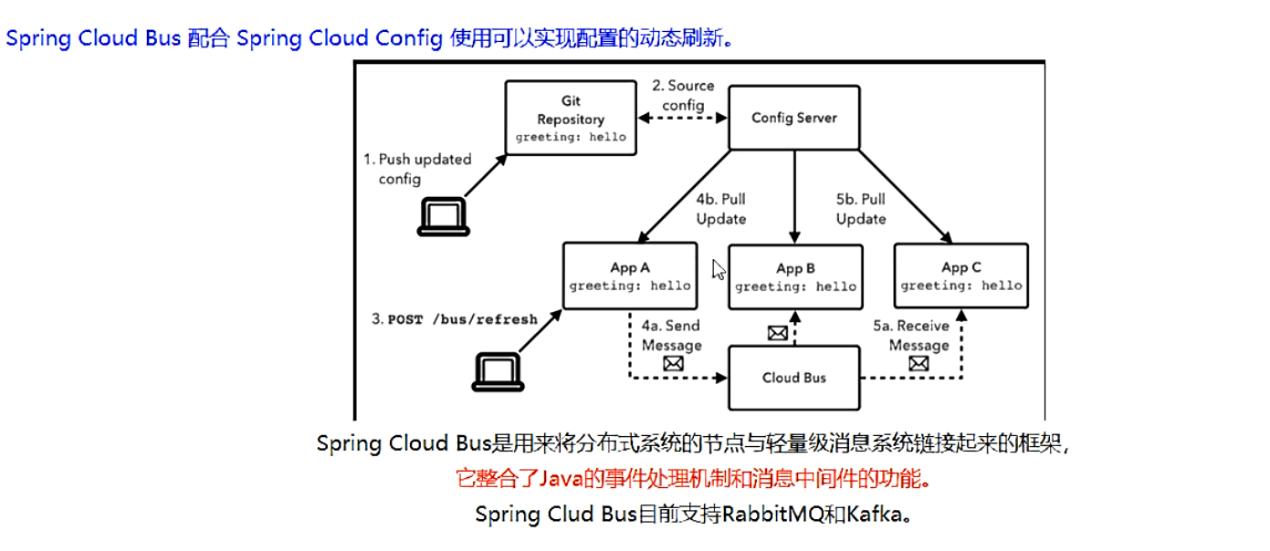 Spring Cloud Bus 配合 Spring Cloud Config 使用可以实现配置的动态刷新。
2. Source
config
Git
Repository
greeting: hello
Config Server
1. Push updated
config
4b. Pull
Update
5b. Pull
Update
App A
greeting: hello
App B
greeting: hello
App C
greeting: hello
3. POST /bus/refresh
4a. Send
Message
5a. Receive
Message
Cloud Bus
Spring Cloud Bus是用来将分布式系统的节点与轻量级消息系统链接起来的框架，
它整合了Java的事件处理机制和消息中间件的功能。
Spring Clud Bus目前支持RabbitMQ和Kafka。